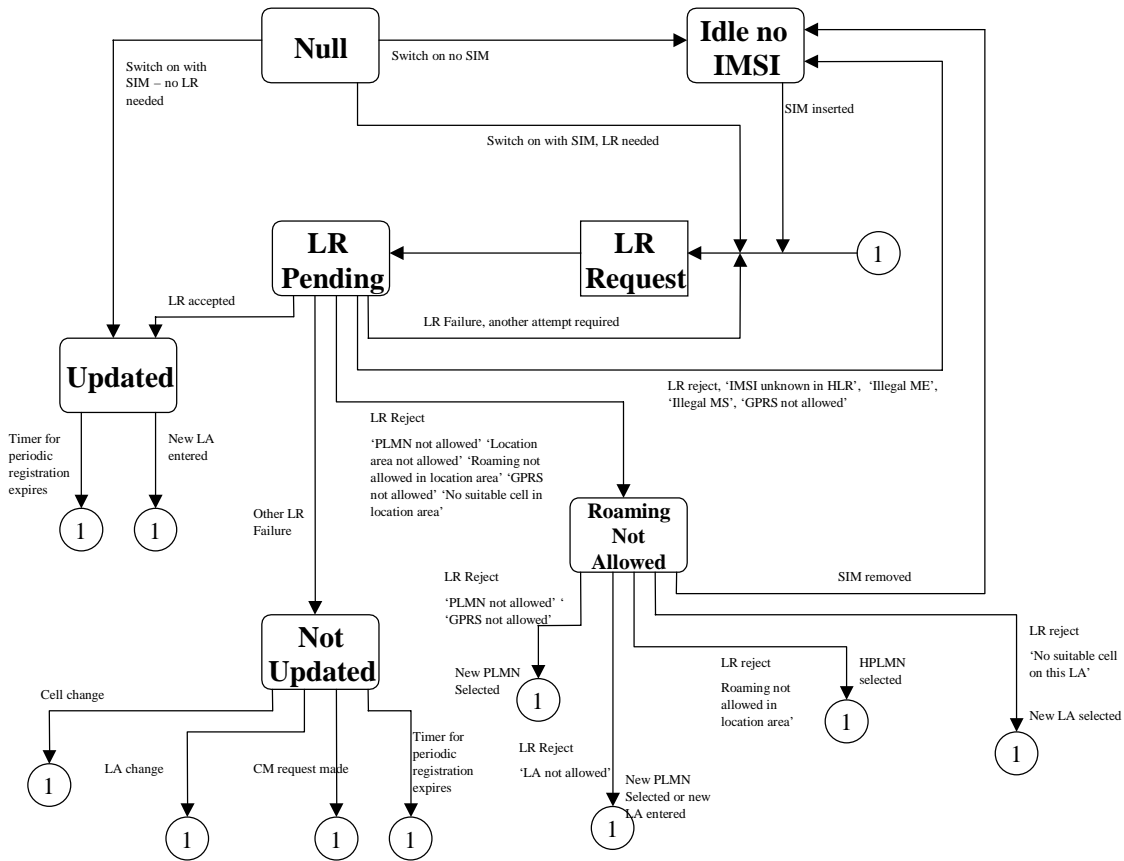 Null
Idle no
IMSI
Switch on with
SIM – no LR
needed
Switch on no SIM
SIM inserted
Switch on with SIM, LR needed
LR
Pending
LR
Request
1
LR accepted
LR Failure, another attempt required
Updated
LR reject, ‘IMSI unknown in HLR’, ‘Illegal ME’,
‘Illegal MS’, ‘GPRS not allowed’
LR Reject
‘PLMN not allowed’ ‘Location
area not allowed’ ‘Roaming not
allowed in location area’ ‘GPRS
not allowed’ ‘No suitable cell in
location area’
Timer for
periodic
registration
expires
New LA
entered
1
1
Other LR
Failure
Roaming
Not
Allowed
SIM removed
LR Reject
‘PLMN not allowed’ ‘
‘GPRS not allowed’
New PLMN
Selected
1
Not
Updated
LR reject
Roaming not
allowed in
location area’
HPLMN
selected
1
LR reject
‘No suitable cell
on this LA’
New LA selected
1
Cell change
1
LA change
1
CM request made
1
Timer for
periodic
registration
expires
1
LR Reject
‘LA not allowed’
New PLMN
Selected or new
LA entered
1